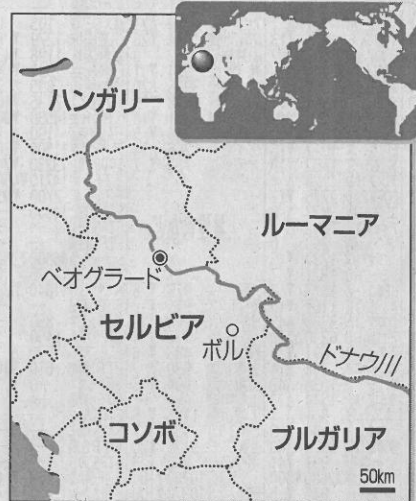 ハンガリー
ルーマニア
ベオグラード
セルビア
ボル
ドナウ川
コソボ
ブルガリア
50km